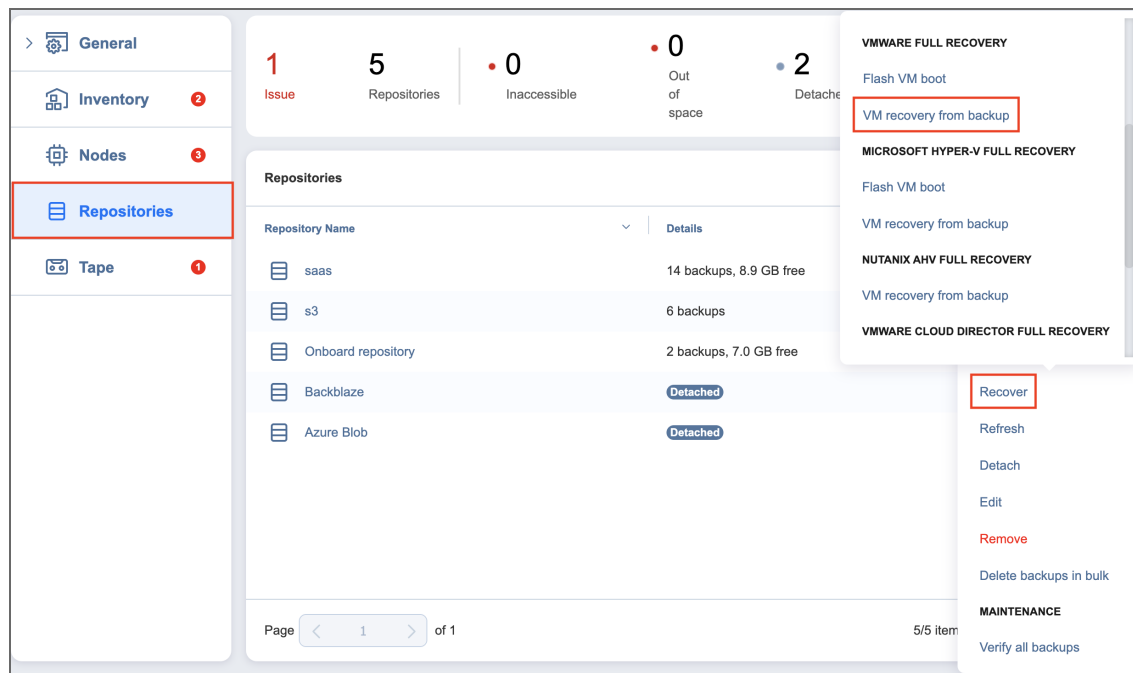 General
Inventory 2
Nodes 3
Repositories
Tape 1
1
Issue
5
Repositories
0
Inaccessible
0
Out
of
space
2
Detache
Repositories
Repository Name
Details
saas
14 backups, 8.9 GB free
s3
6 backups
Onboard repository
2 backups, 7.0 GB free
Backblaze
Detached
Azure Blob
Detached
Page 1 of 1
5/5 item
VMWARE FULL RECOVERY
Flash VM boot
VM recovery from backup
MICROSOFT HYPER-V FULL RECOVERY
Flash VM boot
VM recovery from backup
NUTANIX AHV FULL RECOVERY
VM recovery from backup
VMWARE CLOUD DIRECTOR FULL RECOVERY
Recover
Refresh
Detach
Edit
Remove
Delete backups in bulk
MAINTENANCE
Verify all backups